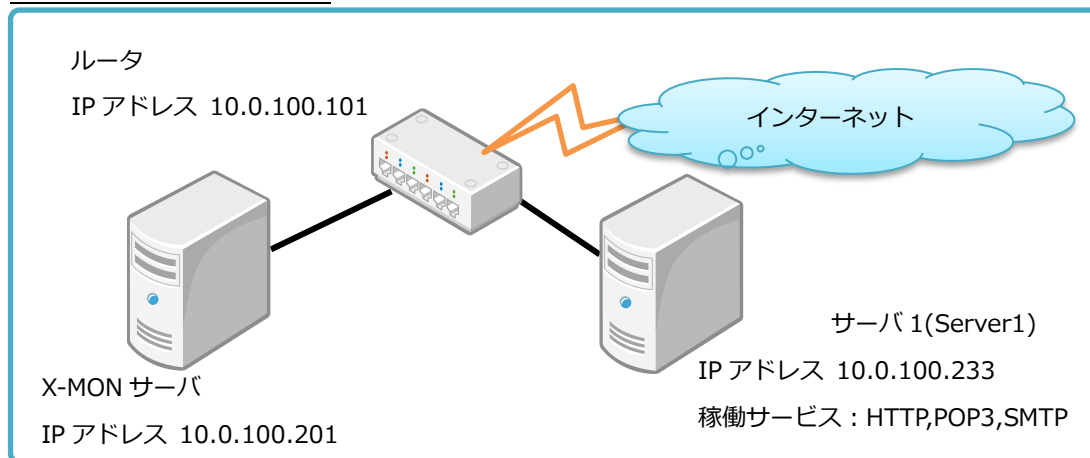 ルータ
IP アドレス 10.0.100.101
インターネット
サーバ 1(Server1)
IP アドレス 10.0.100.233
稼働サービス：HTTP,POP3,SMTP
X-MON サーバ
IP アドレス 10.0.100.201